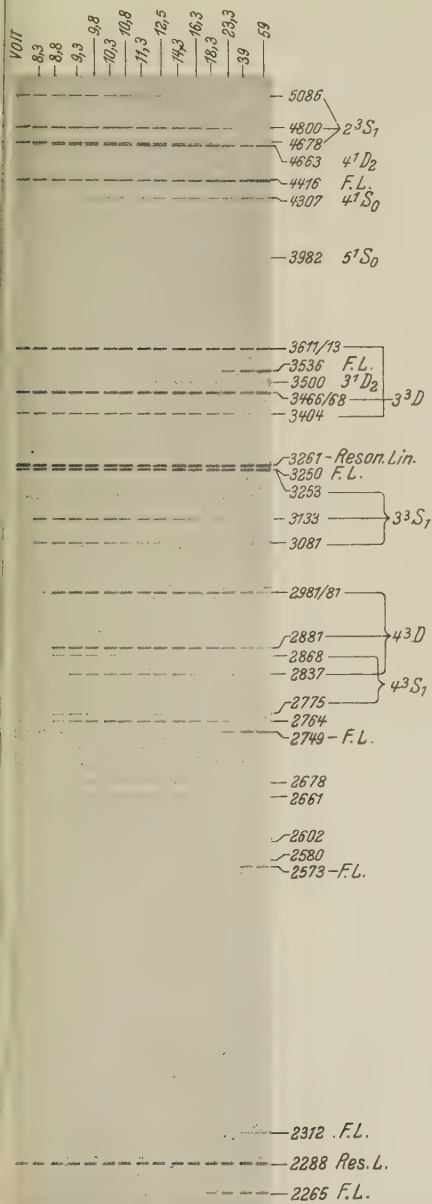 VOLT
8,3
8,8
9,3
9,8
10,3
10,8
11,3
12,5
14,3
16,3
18,3
23,3
39
59
5086
4800 2³S₁
4678
4663 4¹D₂
4416 F.L.
4307 4¹S₀
3982 5¹S₀
3611/13
3536 F.L.
3500 3¹D₂
3466/68 3³D
3404
3261-Reson.Lin.
3250 F.L.
3253
3133 3³S₁
3081
2981/81
2881 4³D
2868
2837 4³S₁
2775
2764
2749-F.L.
2678
2661
2602
2580
2573-F.L.
2312 .F.L.
2288 Res.L.
2265 F.L.